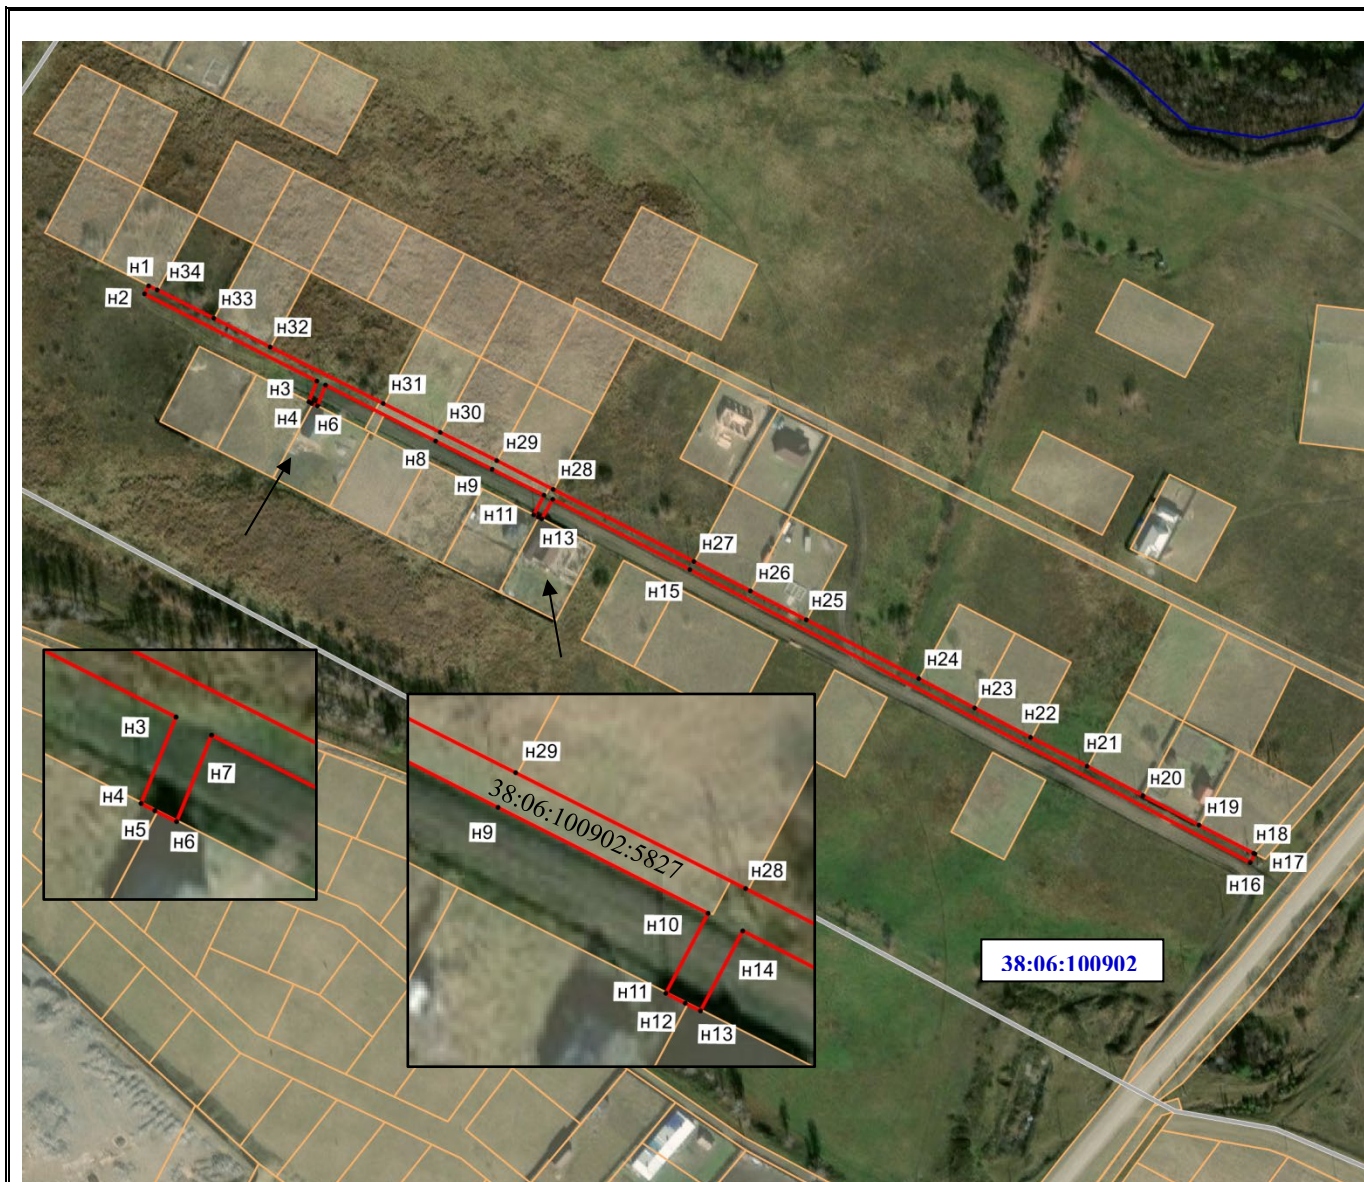 н1
н34
н2
н33
н32
н3
н31
н4
н6
н30
н8
н29
н28
н9
н11
н13
н27
н26
н15
н25
н24
н23
н22
н21
н20
н19
н18
н17
н16
н3
н7
н4
н5
н6
н29
38:06:100902:5827
н9
н28
н10
н14
н11
н12
н13
38:06:100902